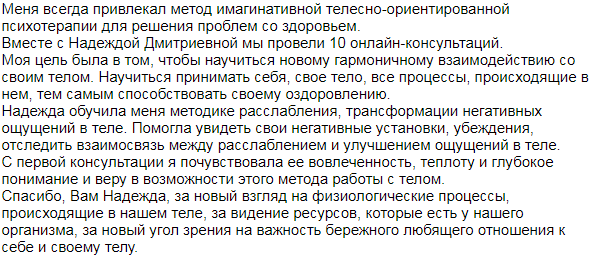 Меня всегда привлекал метод имагинативной телесно-ориентированной
психотерапии для решения проблем со здоровьем.
Вместе с Надеждой Дмитриевной мы провели 10 онлайн-консультаций.
Моя цель была в том, чтобы научиться новому гармоничному взаимодействию со
своим телом. Научиться принимать себя, свое тело, все процессы, происходящие в
нем, тем самым способствовать своему оздоровлению.
Надежда обучила меня методике расслабления, трансформации негативных
ощущений в теле. Помогла увидеть свои негативные установки, убеждения,
отследить взаимосвязь между расслаблением и улучшением ощущений в теле.
С первой консультации я почувствовала ее вовлеченность, теплоту и глубокое
понимание и веру в возможности этого метода работы с телом.
Спасибо, Вам Надежда, за новый взгляд на физиологические процессы,
происходящие в нашем теле, за видение ресурсов, которые есть у нашего
организма, за новый угол зрения на важность бережного любящего отношения к
себе и своему телу.